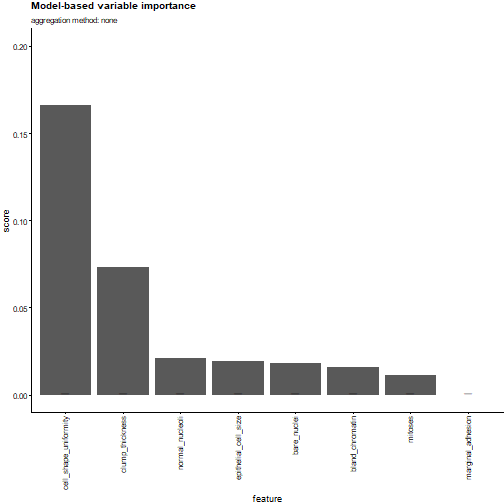 Model-based variable importance
aggregation method: none
score
0.20
0.15
0.10
0.05
0.00
cell_shape_uniformity
clump_thickness
normal_nucleoli
epithelial_cell_size
bare_nuclei
bland_chromatin
mitoses
marginal_adhesion
feature